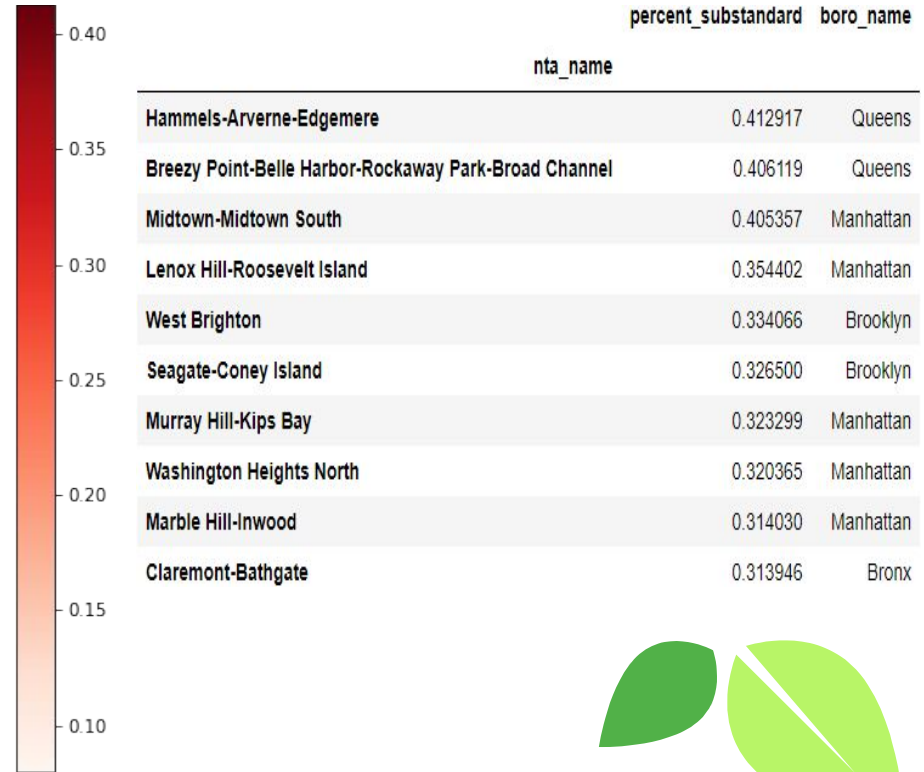 0.40
0.35
0.30
0.25
0.20
0.15
0.10
percent_substandard boro_name
nta_name
Hammels-Arverne-Edgemere 0.412917 Queens
Breezy Point-Belle Harbor-Rockaway Park-Broad Channel 0.406119 Queens
Midtown-Midtown South 0.405357 Manhattan
Lenox Hill-Roosevelt Island 0.354402 Manhattan
West Brighton 0.334066 Brooklyn
Seagate-Coney Island 0.326500 Brooklyn
Murray Hill-Kips Bay 0.323299 Manhattan
Washington Heights North 0.320365 Manhattan
Marble Hill-Inwood 0.314030 Manhattan
Claremont-Bathgate 0.313946 Bronx